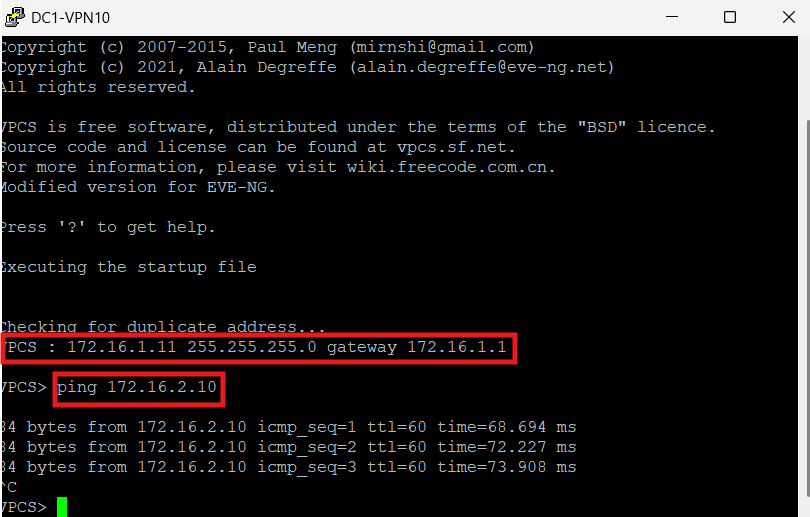 DC1-VPN10
Copyright (c) 2007-2015, Paul Meng (mirnshi@gmail.com)
Copyright (c) 2021, Alain Degreffe (alain.degreffe@eve-ng.net)
All rights reserved.
VPCS is free software, distributed under the terms of the "BSD" licence.
Source code and license can be found at vpcs.sf.net.
For more information, please visit wiki.freecode.com.cn.
Modified version for EVE-NG.
Press '?' to get help.
Executing the startup file
Checking for duplicate address...
VPCS : 172.16.1.11 255.255.255.0 gateway 172.16.1.1
VPCS> ping 172.16.2.10
84 bytes from 172.16.2.10 icmp_seq=1 ttl=60 time=68.694 ms
84 bytes from 172.16.2.10 icmp_seq=2 ttl=60 time=72.227 ms
84 bytes from 172.16.2.10 icmp_seq=3 ttl=60 time=73.908 ms
^C
VPCS>